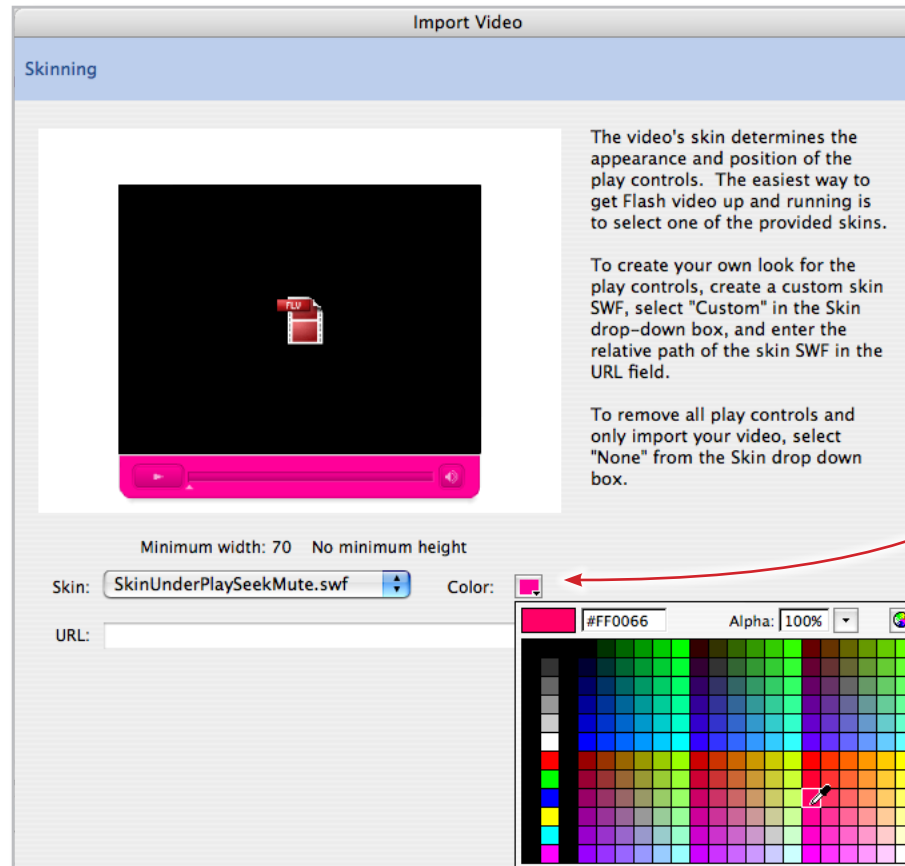 Import Video
Skinning
The video's skin determines the
appearance and position of the
play controls.  The easiest way to
get Flash video up and running is
to select one of the provided skins.
To create your own look for the
play controls, create a custom skin
SWF, select "Custom" in the Skin
drop-down box, and enter the
relative path of the skin SWF in the
URL field.
To remove all play controls and
only import your video, select
"None" from the Skin drop down
box.
FLV
Minimum width: 70   No minimum height
Skin: SkinUnderPlaySeekMute.swf Color:
#FF0066 Alpha: 100%
URL: